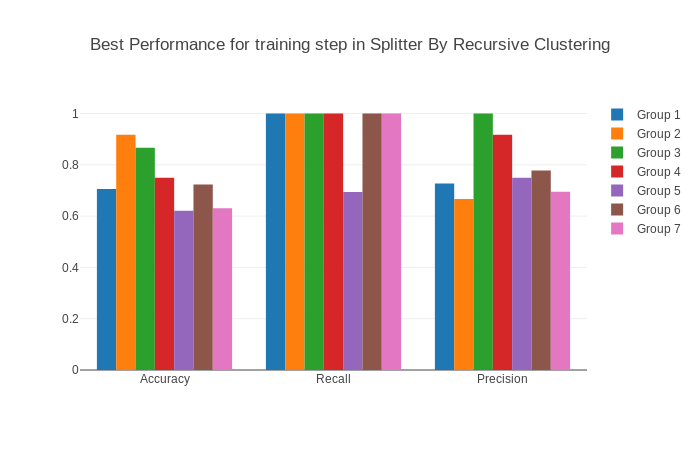 Best Performance for training step in Splitter By Recursive Clustering
1
0.8
0.6
0.4
0.2
0
Accuracy
Recall
Precision
Group 1
Group 2
Group 3
Group 4
Group 5
Group 6
Group 7